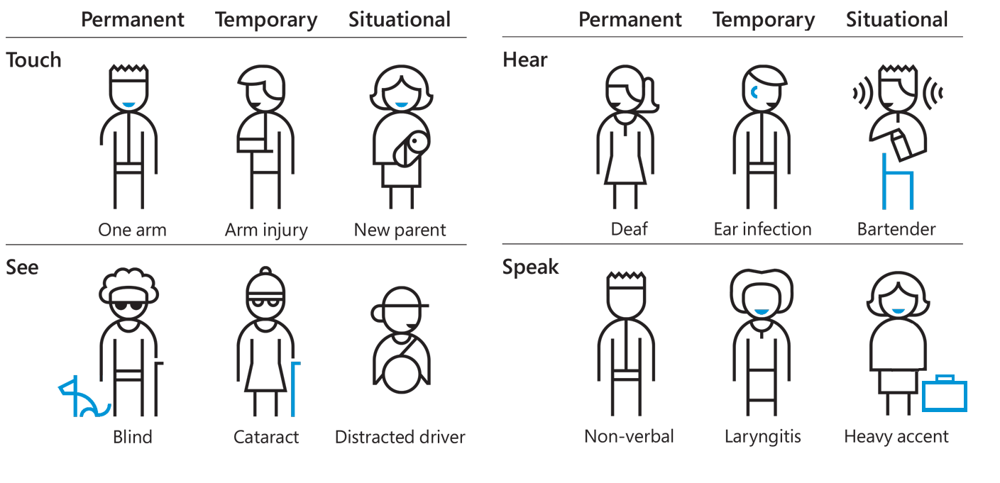 Permanent Temporary Situational
Touch
One arm Arm injury New parent
See
Blind Cataract Distracted driver
Permanent Temporary Situational
Hear
Deaf Ear infection Bartender
Speak
Non-verbal Laryngitis Heavy accent